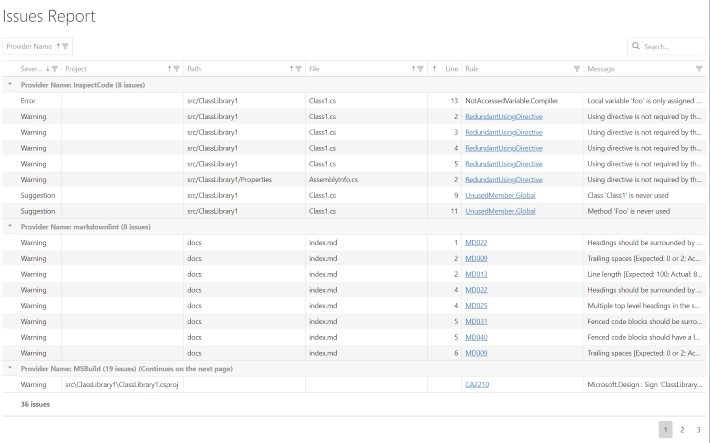 Issues Report
Provider Name
Search...
Sever... Project Path File Line Rule Message
Provider Name: InspectCode (8 issues)
Error src/ClassLibrary1 Class1.cs 13 NotAccessedVariable.Compiler Local variable 'foo' is only assigned ...
Warning src/ClassLibrary1 Class1.cs 2 RedundantUsingDirective Using directive is not required by th...
Warning src/ClassLibrary1 Class1.cs 3 RedundantUsingDirective Using directive is not required by th...
Warning src/ClassLibrary1 Class1.cs 4 RedundantUsingDirective Using directive is not required by th...
Warning src/ClassLibrary1 Class1.cs 5 RedundantUsingDirective Using directive is not required by th...
Warning src/ClassLibrary1/Properties AssemblyInfo.cs 2 RedundantUsingDirective Using directive is not required by th...
Suggestion src/ClassLibrary1 Class1.cs 9 UnusedMember.Global Class 'Class1' is never used
Suggestion src/ClassLibrary1 Class1.cs 11 UnusedMember.Global Method 'Foo' is never used
Provider Name: markdownlint (8 issues)
Warning docs index.md 1 MD022 Headings should be surrounded by ...
Warning docs index.md 2 MD009 Trailing spaces [Expected: 0 or 2; Ac...
Warning docs index.md 2 MD013 Line length [Expected: 100; Actual: 8...
Warning docs index.md 4 MD022 Headings should be surrounded by ...
Warning docs index.md 4 MD025 Multiple top level headings in the s...
Warning docs index.md 5 MD031 Fenced code blocks should be surro...
Warning docs index.md 5 MD040 Fenced code blocks should have a l...
Warning docs index.md 6 MD009 Trailing spaces [Expected: 0 or 2; Ac...
Provider Name: MSBuild (19 issues) (Continues on the next page)
Warning src\ClassLibrary1\ClassLibrary1.csproj CA2210 Microsoft.Design : Sign 'ClassLibrary...
36 issues
1 2 3